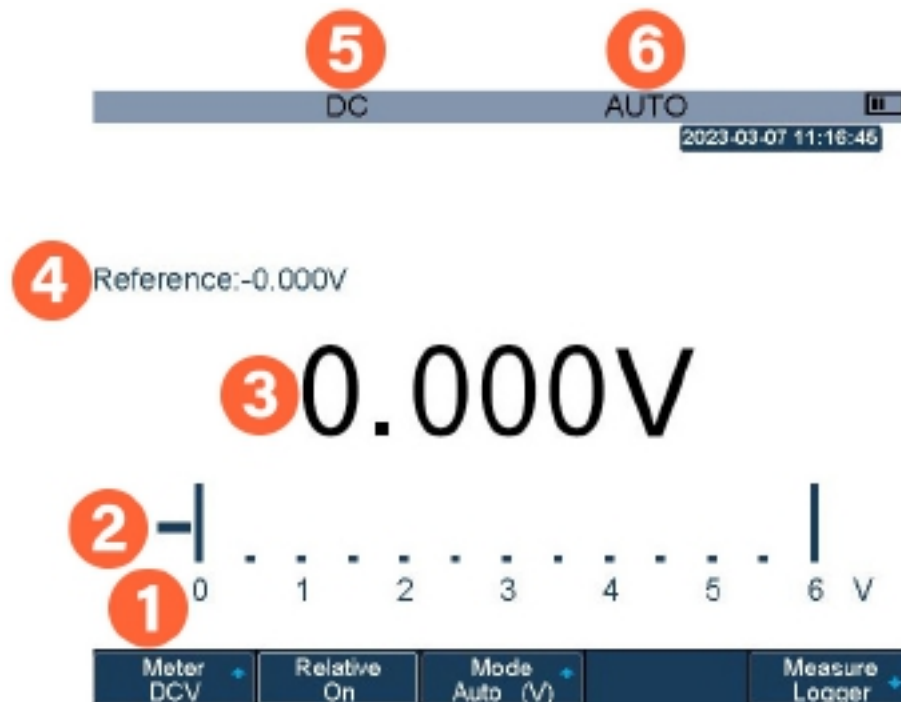 5 6
DC AUTO
2023-03-07 11:16:45
4 Reference:-0.000V
3 0.000V
2
0 1 2 3 4 5 6 V
1
Meter Relative Mode Measure
DCV On Auto (V) Logger